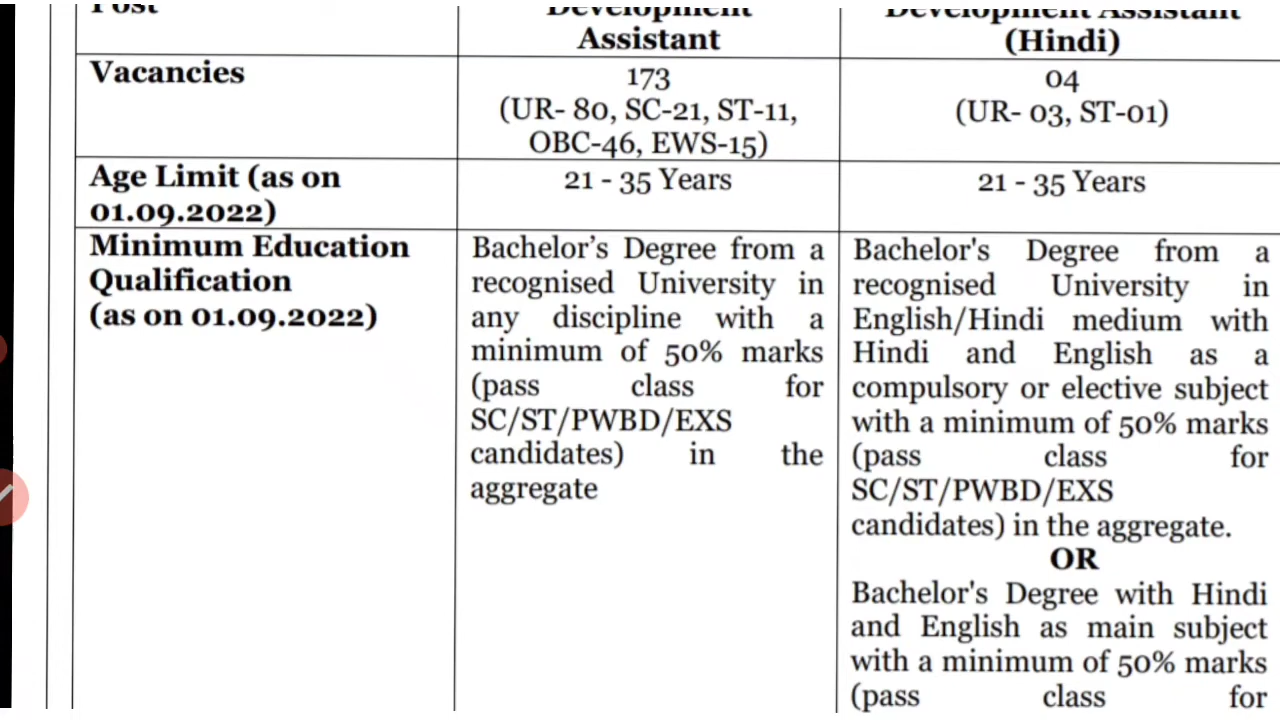 Post
Development
Assistant
Development Assistant
(Hindi)
Vacancies
173
(UR- 80, SC-21, ST-11,
OBC-46, EWS-15)
04
(UR- 03, ST-01)
Age Limit (as on
01.09.2022)
21 - 35 Years
21 - 35 Years
Minimum Education
Qualification
(as on 01.09.2022)
Bachelor’s Degree from a
recognised University in
any discipline with a
minimum of 50% marks
(pass class for
SC/ST/PWBD/EXS
candidates) in the
aggregate
Bachelor's Degree from a
recognised University in
English/Hindi medium with
Hindi and English as a
compulsory or elective subject
with a minimum of 50% marks
(pass class for
SC/ST/PWBD/EXS
candidates) in the aggregate.
OR
Bachelor's Degree with Hindi
and English as main subject
with a minimum of 50% marks
(pass class for